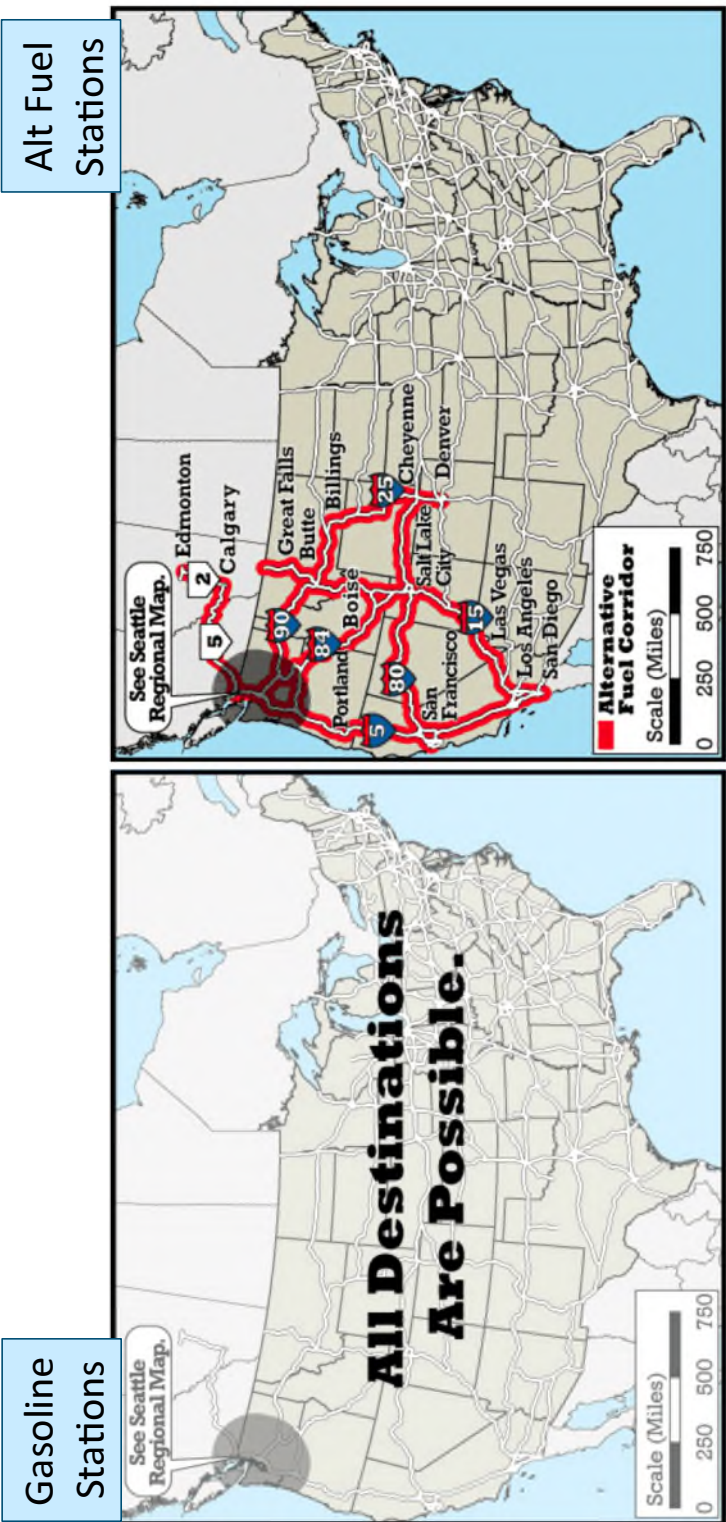 Gasoline
Stations
See Seattle
Regional Map.
All Destinations
Are Possible.
Scale (Miles)
0 250 500 750
Alt Fuel
Stations
See Seattle
Regional Map.
Edmonton
2
Calgary
5
Great Falls
90
Butte
Billings
84
Boise
Portland
25
Cheyenne
5
80
Salt Lake
City
Denver
San
Francisco
15
Las Vegas
Los Angeles
San Diego
Alternative
Fuel Corridor
Scale (Miles)
0 250 500 750